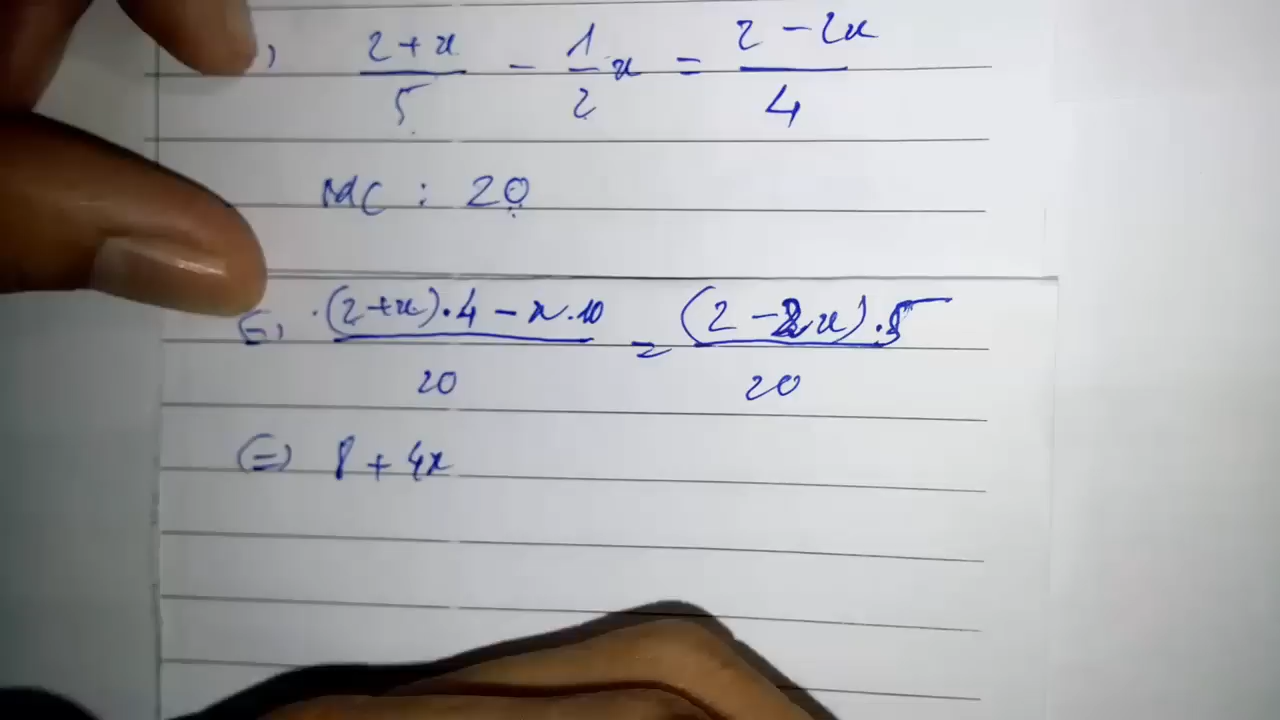 ) (2 + x)/5 - 1/2 x = (2 - 2x)/4
MC : 20
(=) ((2+x).4 - x.10)/20 = ((2 - 2x).5)/20
(=) 8 + 4x